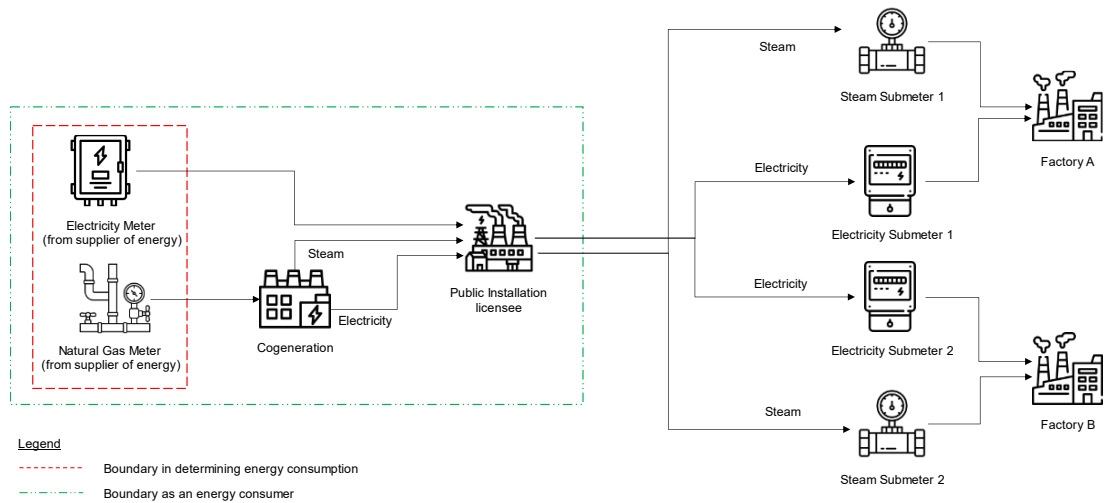 Steam
Steam Submeter 1
Factory A
Electricity
Electricity Submeter 1
Electricity Meter
(from supplier of energy)
Steam
Public Installation
licensee
Electricity
Cogeneration
Natural Gas Meter
(from supplier of energy)
Electricity
Electricity Submeter 2
Factory B
Steam
Steam Submeter 2
Legend
Boundary in determining energy consumption
Boundary as an energy consumer